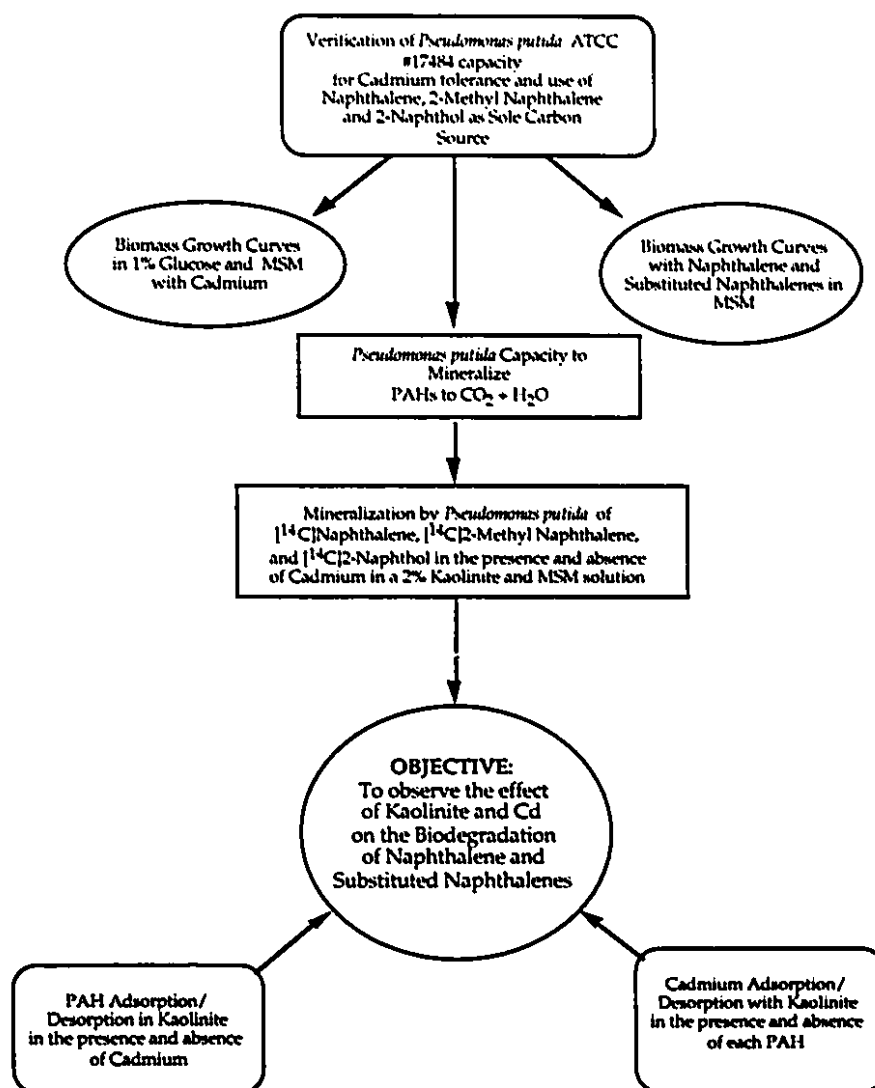 Verification of Pseudomonas putida ATCC
#17484 capacity
for Cadmium tolerance and use of
Naphthalene, 2-Methyl Naphthalene
and 2-Naphthol as Sole Carbon
Source
Biomass Growth Curves
in 1% Glucose and MSM
with Cadmium
Biomass Growth Curves
with Naphthalene and
Substituted Naphthalenes in
MSM
Pseudomonas putida Capacity to
Mineralize
PAHs to CO₂ + H₂O
Mineralization by Pseudomonas putida of
[¹⁴C]Naphthalene, [¹⁴C]2-Methyl Naphthalene,
and [¹⁴C]2-Naphthol in the presence and absence
of Cadmium in a 2% Kaolinite and MSM solution
OBJECTIVE:
To observe the effect
of Kaolinite and Cd
on the Biodegradation
of Naphthalene and
Substituted Naphthalenes
PAH Adsorption/
Desorption in Kaolinite
in the presence and absence
of Cadmium
Cadmium Adsorption/
Desorption with Kaolinite
in the presence and absence
of each PAH